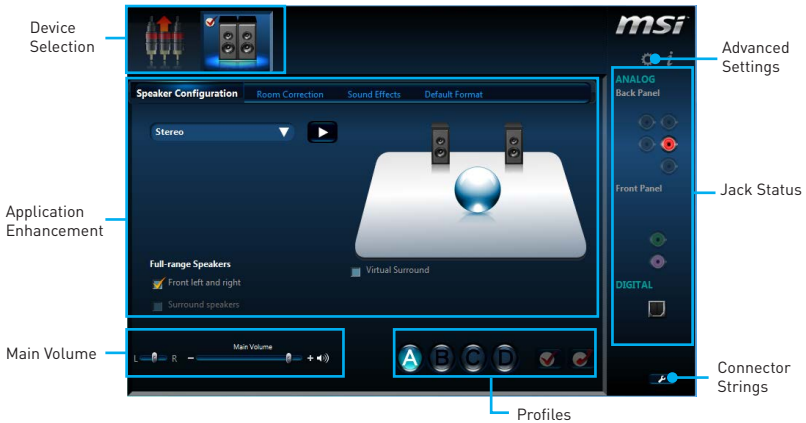 Device
Selection
msi
Advanced
Settings
i
Speaker Configuration
Room Correction
Sound Effects
Default Format
ANALOG
Back Panel
Stereo
Jack Status
Front Panel
Application
Enhancement
Full-range Speakers
Front left and right
Virtual Surround
Surround speakers
DIGITAL
Main Volume
L
R
-
Main Volume
+
A
B
C
D
Connector
Strings
Profiles